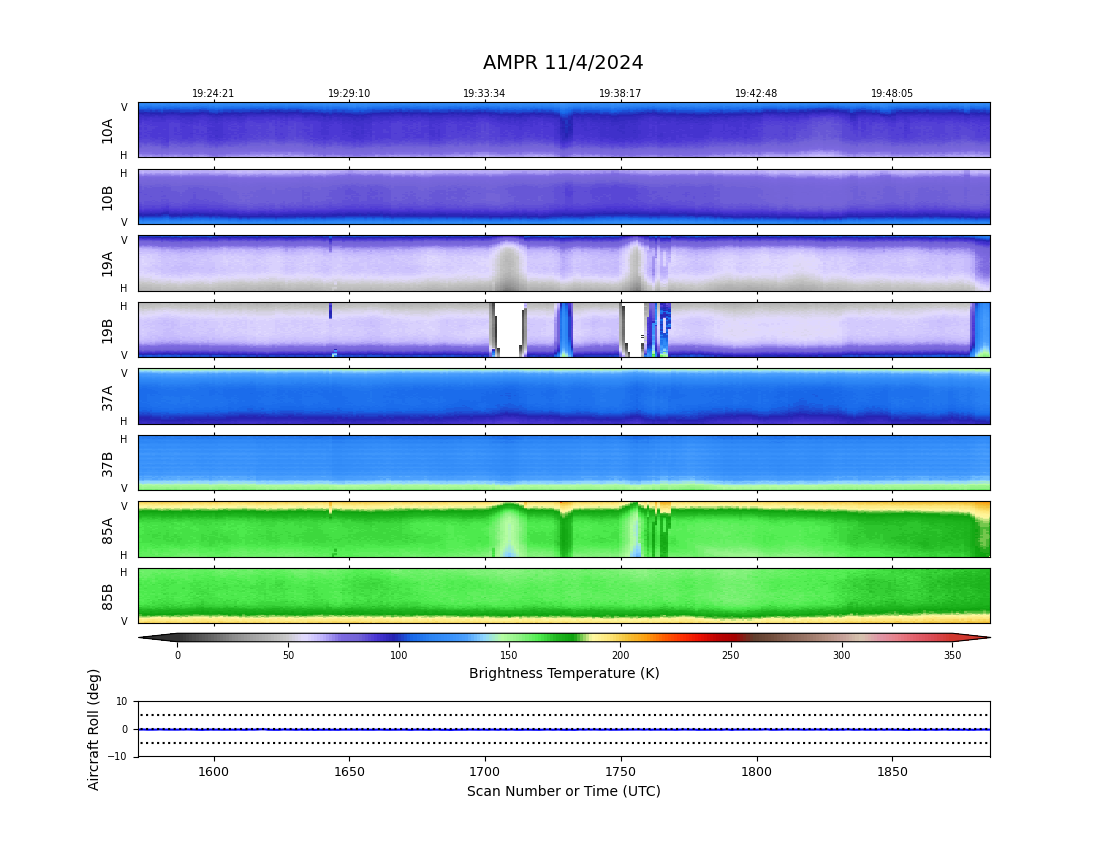 AMPR 11/4/2024
19:24:21 19:29:10 19:33:34 19:38:17 19:42:48 19:48:05
V
10A
H
H
10B
V
V
19A
H
H
19B
V
V
37A
H
H
37B
V
V
85A
H
H
85B
V
0 50 100 150 200 250 300 350
Brightness Temperature (K)
Aircraft Roll (deg)
10
0
−10
1600 1650 1700 1750 1800 1850
Scan Number or Time (UTC)